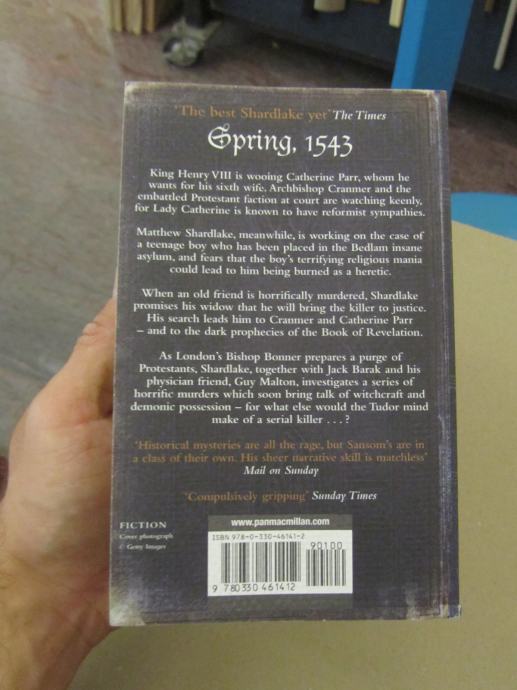 'The best Shardlake yet' The Times
Spring, 1543
King Henry VIII is wooing Catherine Parr, whom he
wants for his sixth wife. Archbishop Cranmer and the
embattled Protestant faction at court are watching keenly,
for Lady Catherine is known to have reformist sympathies.
Matthew Shardlake, meanwhile, is working on the case of
a teenage boy who has been placed in the Bedlam insane
asylum, and fears that the boy's terrifying religious mania
could lead to him being burned as a heretic.
When an old friend is horrifically murdered, Shardlake
promises his widow that he will bring the killer to justice.
His search leads him to Cranmer and Catherine Parr
– and to the dark prophecies of the Book of Revelation.
As London's Bishop Bonner prepares a purge of
Protestants, Shardlake, together with Jack Barak and his
physician friend, Guy Malton, investigates a series of
horrific murders which soon bring talk of witchcraft and
demonic possession – for what else would the Tudor mind
make of a serial killer . . . ?
'Historical mysteries are all the rage, but Sansom's are in
a class of their own. His sheer narrative skill is matchless'
Mail on Sunday
'Compulsively gripping' Sunday Times
FICTION
Cover photograph
© Getty Images
www.panmacmillan.com
ISBN 978-0-330-46141-2
90100
9 780330 461412